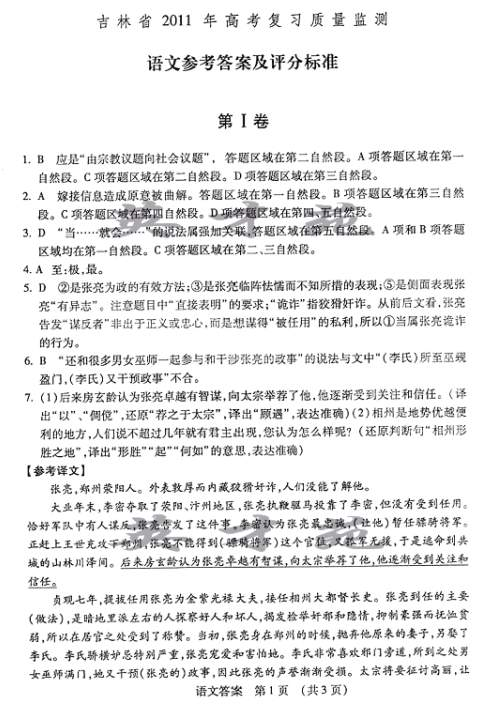 吉林省 2011 年高考复习质量监测
语文参考答案及评分标准
第 I 卷
1. B 应是“由宗教议题向社会议题”，答题区域在第二自然段。A 项答题区域在第一
自然段。C 项答题区域在第二自然段。D 项答题区域在第三自然段。
2. A 嫁接信息造成原意被曲解。答题区域在第一自然段。B 项答题区域在第三自然
段。C 项答题区域在第四自然段。D 项答题区域在第四、五自然段。
3. D “当……就会……”的说法属强加关联,答题区域在第五自然段。A 项和 B 项答题
区域均在第一自然段。C 项答题区域在第二、三自然段。
4. A 至:极,最。
5. D ②是张亮为政的有效方法;③是张亮临阵怯懦而不知所措的表现;⑤是侧面表现张
亮“有异志”。注意题目中“直接表明”的要求;“诡诈”指狡猾奸诈。从前后文看,张亮
告发“谋反者”非出于正义或忠心,而是想谋得“被任用”的私利,所以①当属张亮诡诈
的行为。
6. B “还和很多男女巫师一起参与和干涉张亮的政事”的说法与文中“(李氏)所至巫觋
盈门,(李氏)又干预政事”不合。
7. (1)后来房玄龄认为张亮卓越有智谋,向太宗举荐了他,他逐渐受到关注和信任。(译
出“以”、“倜傥”,还原“荐之于太宗”,译出“顾遇”,表达准确)(2)相州是地势优越便
利的地方,人们说不超过几年就有君主出现,您认为怎么样呢？(还原判断句“相州形
胜之地”,译出“形胜”“起”“何如”的意思,表达准确)
【参考译文】
张亮,郑州荥阳人。外表敦厚而内藏狡猾奸诈,人们没能了解他。
大业年末,李密夺取了荥阳、汴州地区,张亮执鞭驱马投靠了李密,但没有受到任用。
恰好军队中有人谋反,张亮告发了这件事。李密认为张亮最忠诚,(让他)暂任骠骑将军。
正赶上王世充攻下郑州,张亮不能得到(骠骑将军)这个官位,又孤军无援,于是逃命到共
城的山林川泽间。后来房玄龄认为张亮卓越有智谋,向太宗举荐了他,他逐渐受到关注和
信任。
贞观七年,提拔任用张亮为金紫光禄大夫,接任相州大都督长史。张亮到任的主要
(做法),是暗地里派左右的人探察好人和坏人,揭发检举奸邪和隐情,抑制豪强而抚恤贫
弱,所以在居官之处受到了称赞。当初,张亮在郑州的时候,抛弃他原来的妻子,另娶了
李氏。李氏骄横妒忌特别严重,张亮宠爱和害怕她。李氏非常喜欢邪门旁道,所到之处男
女巫师满门,她又干预(张亮的)政事,因此张亮的声誉渐渐受损。太宗将要征讨高丽,让
语文答案 第 1 页 (共 3 页)